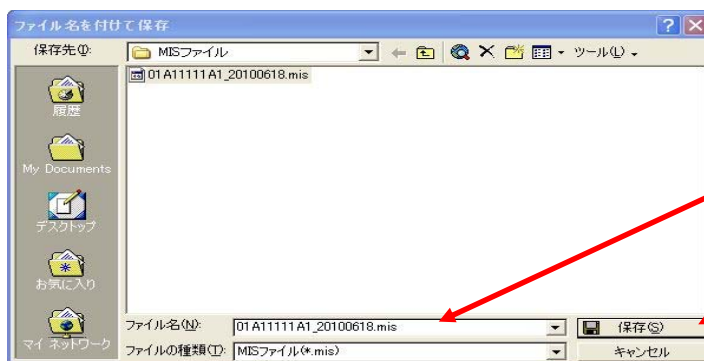 ファイル名を付けて保存
保存先(I):
MISファイル
ツール(L)
01A11111A1_20100618.mis
履歴
My Documents
デスクトップ
お気に入り
マイ ネットワーク
ファイル名(N):
01A11111A1_20100618.mis
保存(S)
ファイルの種類(T):
MISファイル(*.mis)
キャンセル